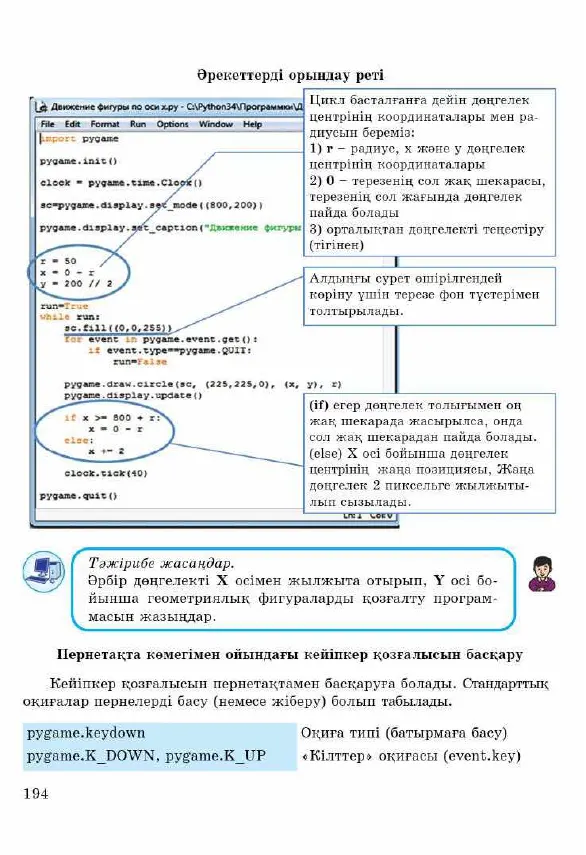 Әрекеттерді орындау реті
Движение фигуры по оси x.py - C:\Python34\Программки\Д
File Edit Format Run Options Window Help
import pygame
pygame.init()
clock = pygame.time.Clock()
sc=pygame.display.set_mode((800,200))
pygame.display.set_caption("Движение фигуры
r = 50
x = 0 - r
y = 200 // 2
run=True
while run:
sc.fill((0,0,255))
for event in pygame.event.get():
if event.type==pygame.QUIT:
run=False
pygame.draw.circle(sc, (225,225,0), (x, y), r)
pygame.display.update()
if x >= 800 + r:
x = 0 - r
else:
x += 2
clock.tick(40)
pygame.quit()
Ln:1 Col:0
Цикл басталғанға дейін дөңгелек
центрінің координаталары мен ра-
диусын береміз:
1) r – радиус, x және y дөңгелек
центрінің координаталары
2) 0 – терезенің сол жақ шекарасы,
терезенің сол жағында дөңгелек
пайда болады
3) орталықтан дөңгелекті теңестіру
(тігінен)
Алдыңғы сурет өшірілгендей
көріну үшін терезе фон түстерімен
толтырылады.
(if) егер дөңгелек толығымен оң
жақ шекарада жасырылса, онда
сол жақ шекарадан пайда болады.
(else) X осі бойынша дөңгелек
центрінің жаңа позициясы, Жаңа
дөңгелек 2 пиксельге жылжыты-
лып сызылады.
Тәжірибе жасаңдар.
Әрбір дөңгелекті X осімен жылжыта отырып, Y осі бо-
йынша геометриялық фигураларды қозғалту програм-
масын жазыңдар.
Пернетақта көмегімен ойындағы кейіпкер қозғалысын басқару
Кейіпкер қозғалысын пернетақтамен басқаруға болады. Стандарттық
оқиғалар пернелерді басу (немесе жіберу) болып табылады.
pygame.keydown Оқиға типі (батырмаға басу)
pygame.K_DOWN, pygame.K_UP «Кілттер» оқиғасы (event.key)
194